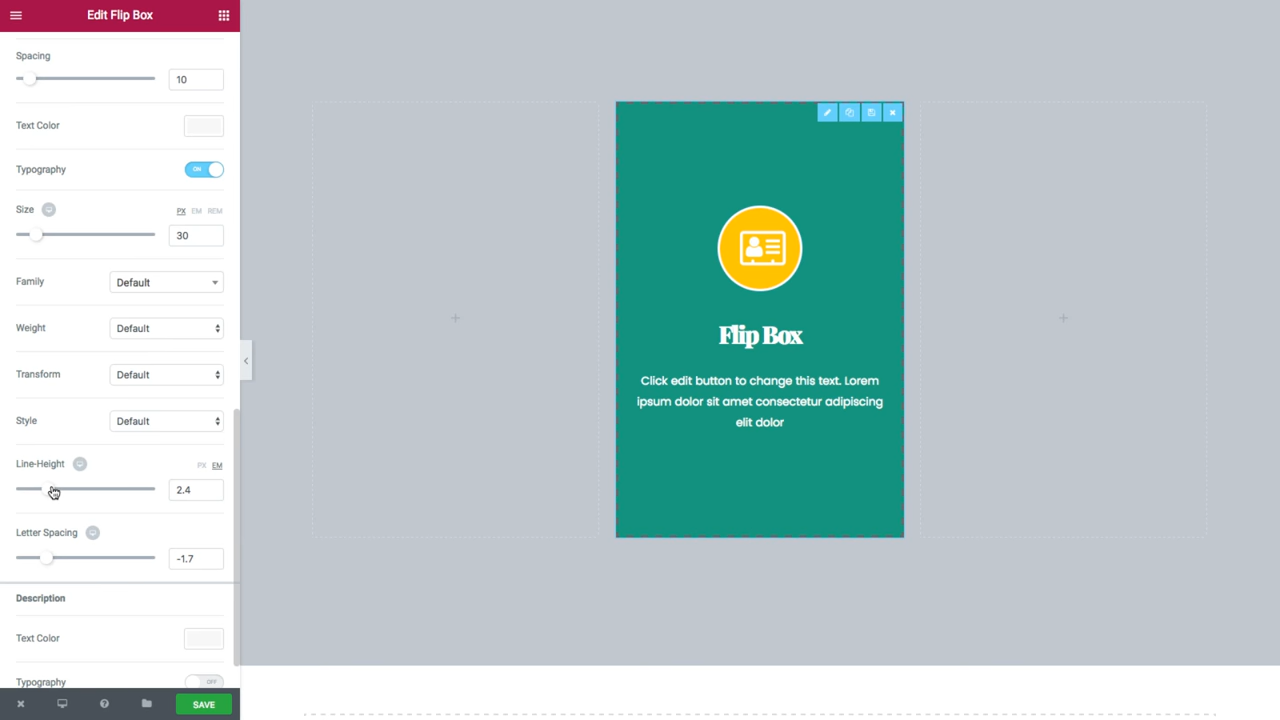 Edit Flip Box
Spacing
10
Text Color
Typography
ON
Size
PX EM REM
30
Family
Default
Weight
Default
Transform
Default
Style
Default
Line-Height
PX EM
2.4
Letter Spacing
-1.7
Description
Text Color
Typography
OFF
SAVE
Flip Box
Click edit button to change this text. Lorem
ipsum dolor sit amet consectetur adipiscing
elit dolor